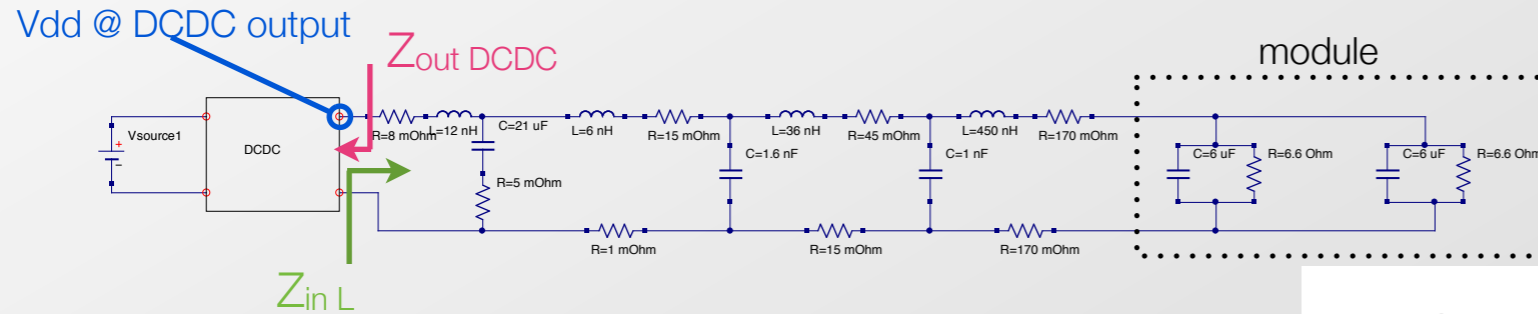 Vdd @ DCDC output
Zout DCDC
module
Vsource1
+
−
DCDC
R=8 mOhm
L=12 nH
C=21 uF
R=5 mOhm
L=6 nH
R=15 mOhm
C=1.6 nF
L=36 nH
R=45 mOhm
C=1 nF
L=450 nH
R=170 mOhm
C=6 uF
R=6.6 Ohm
C=6 uF
R=6.6 Ohm
R=1 mOhm
R=15 mOhm
R=170 mOhm
Zin L